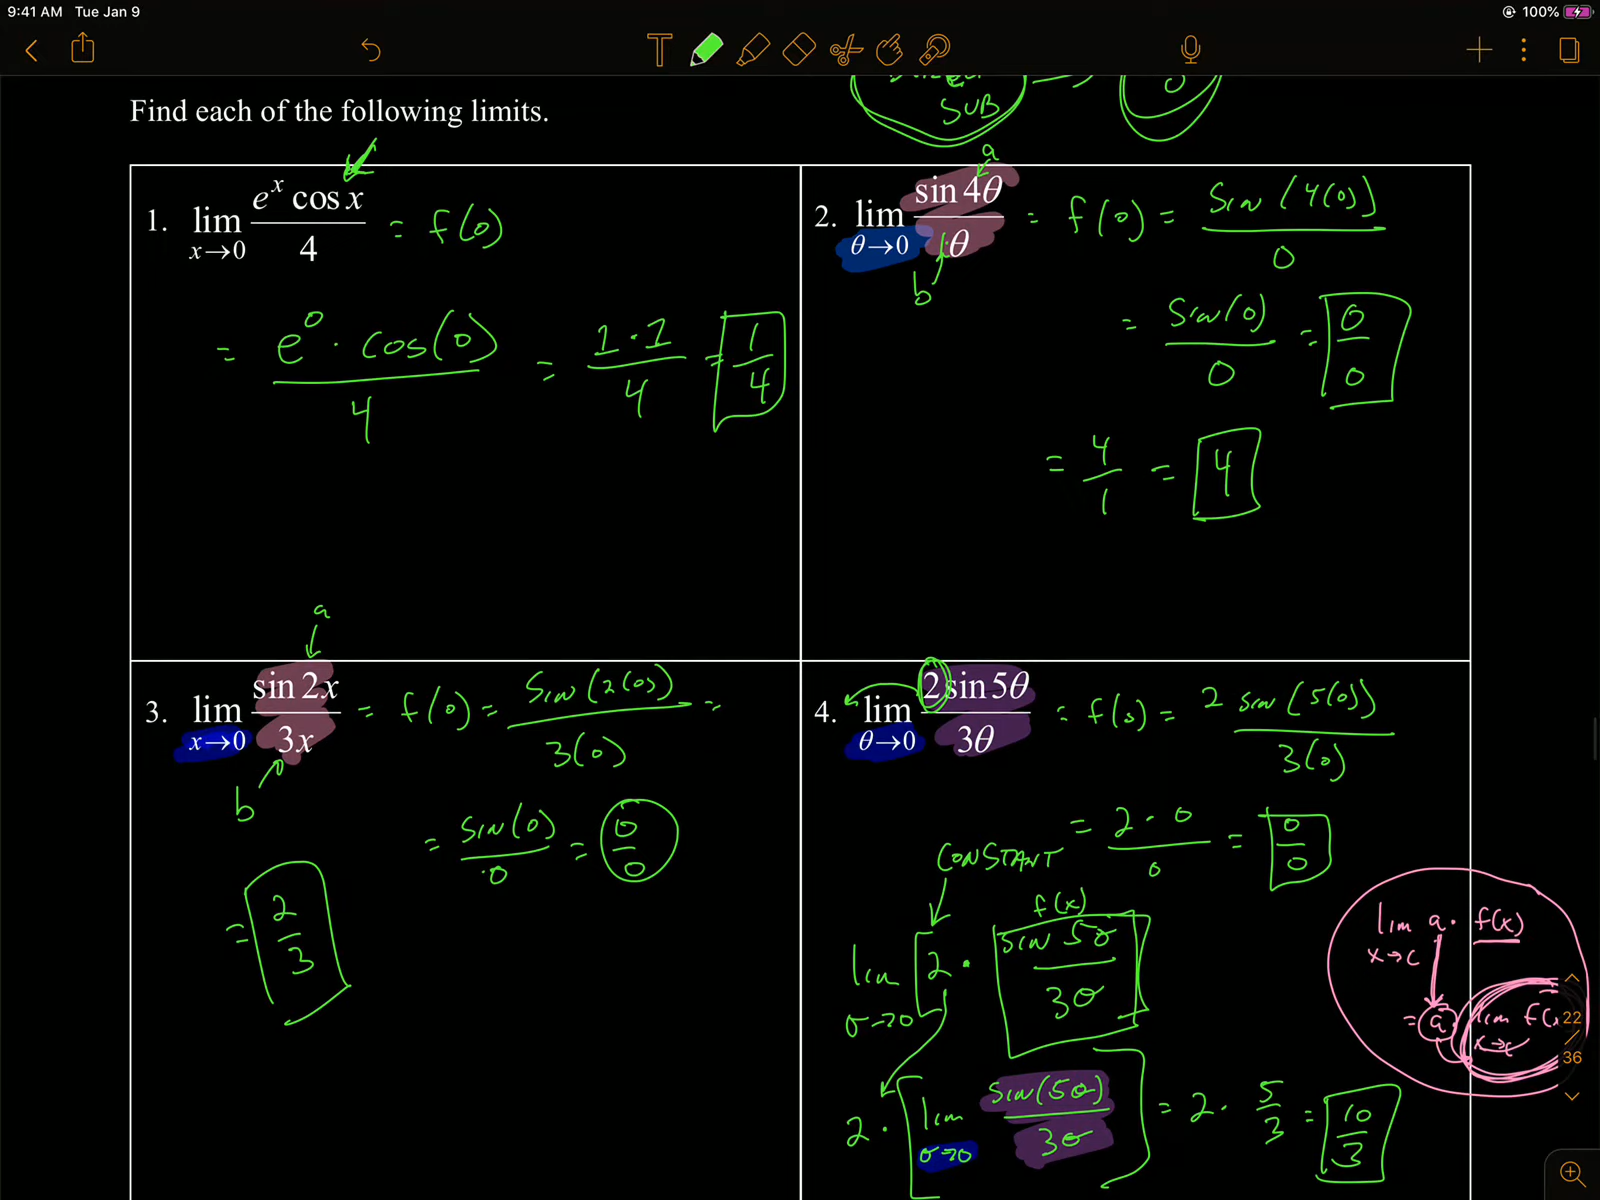 9:41 AM Tue Jan 9
100%
SUB
0
Find each of the following limits.
1. lim x→0 e^x cos x / 4 = f(0)
= e^0 · cos(0) / 4 = 1·1 / 4 = 1/4
2. lim θ→0 sin 4θ / θ = f(0) = sin(4(0)) / 0
a
b
1
= sin(0) / 0 = 0/0
= 4/1 = 4
3. lim x→0 sin 2x / 3x = f(0) = sin(2(0)) / 3(0) =
a
b
= sin(0) / 0 = 0/0
= 2/3
4. lim θ→0 2 sin 5θ / 3θ = f(0) = 2 sin(5(0)) / 3(0)
= 2·0 / 0 = 0/0
CONSTANT
f(x)
lim θ→0 [2 · sin 5θ / 3θ]
2 · [lim θ→0 sin(5θ) / 3θ] = 2 · 5/3 = 10/3
lim x→c a · f(x)
= a lim x→c f(x
22
36